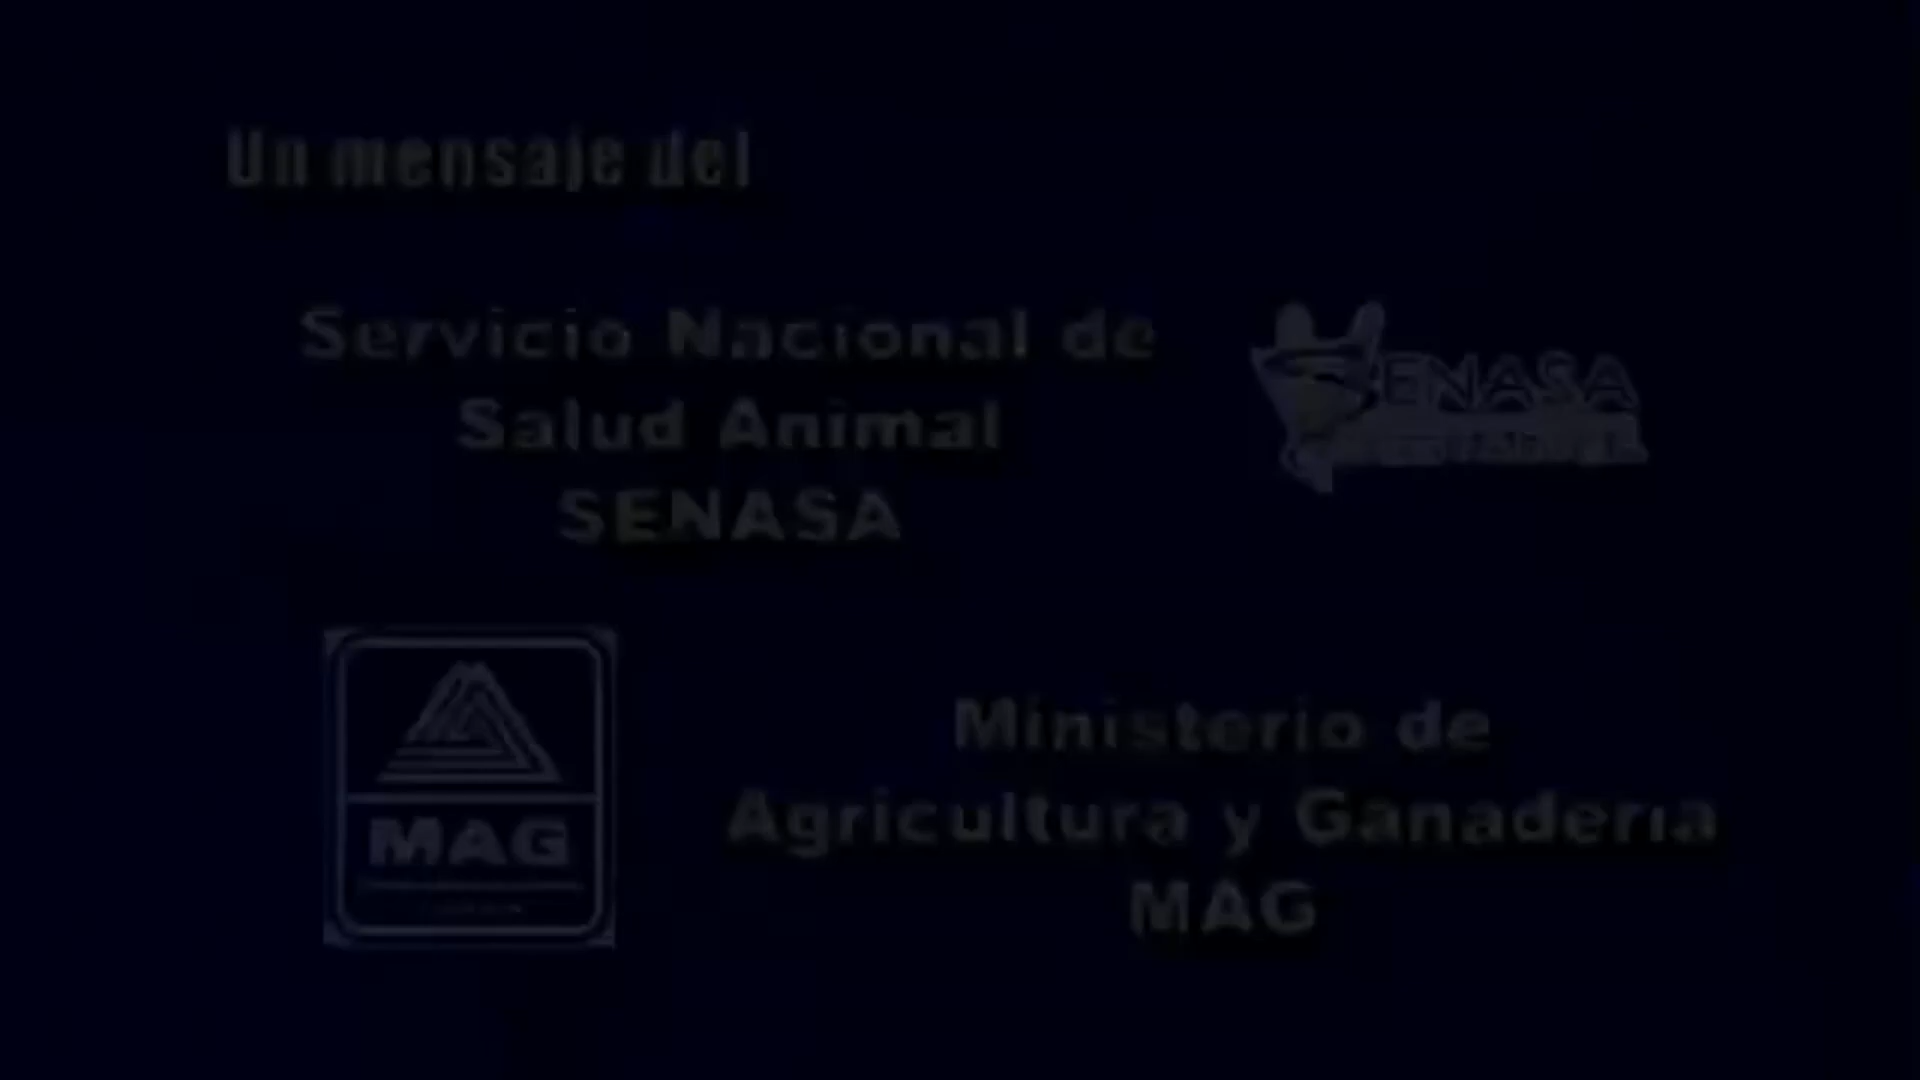 Un mensaje del
Servicio Nacional de
Salud Animal
SENASA
SENASA
MAG
Ministerio de
Agricultura y Ganadería
MAG